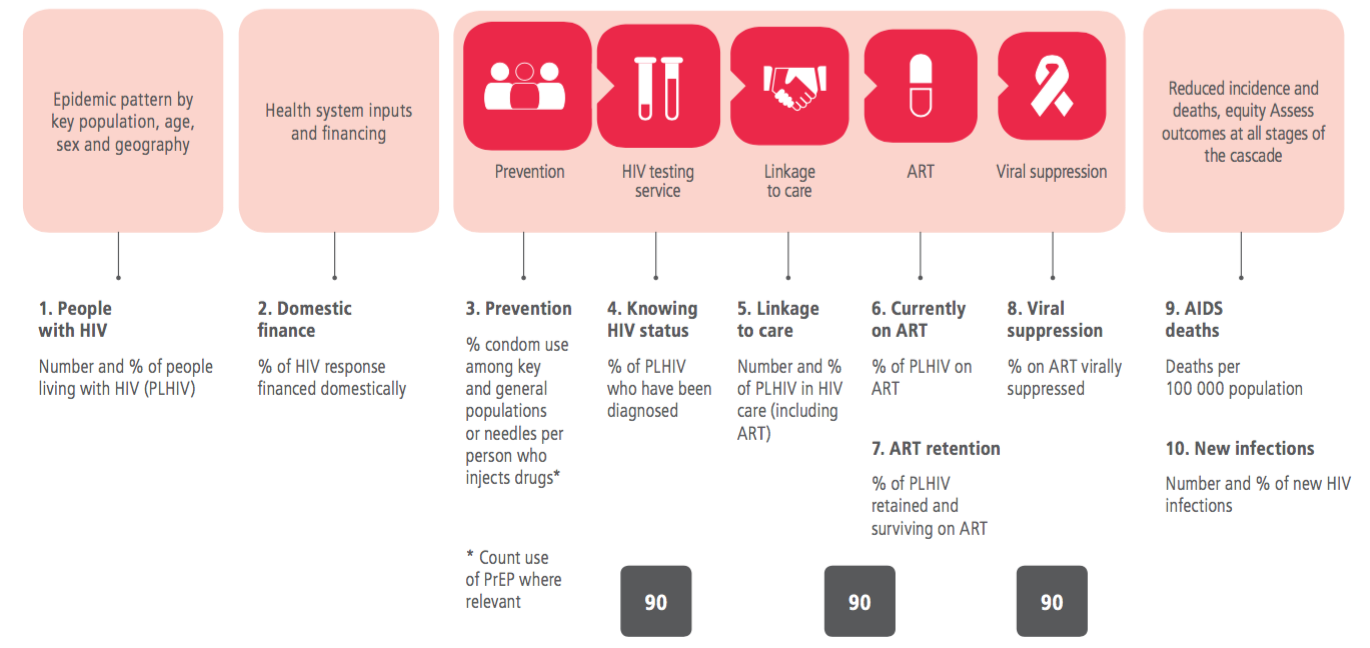 Epidemic pattern by
key population, age,
sex and geography
Health system inputs
and financing
Prevention
HIV testing
service
Linkage
to care
ART
Viral suppression
Reduced incidence and
deaths, equity Assess
outcomes at all stages of
the cascade
1. People
with HIV
Number and % of people
living with HIV (PLHIV)
2. Domestic
finance
% of HIV response
financed domestically
3. Prevention
% condom use
among key
and general
populations
or needles per
person who
injects drugs*
* Count use
of PrEP where
relevant
4. Knowing
HIV status
% of PLHIV
who have been
diagnosed
5. Linkage
to care
Number and %
of PLHIV in HIV
care (including
ART)
6. Currently
on ART
% of PLHIV on
ART
7. ART retention
% of PLHIV
retained and
surviving on ART
8. Viral
suppression
% on ART virally
suppressed
9. AIDS
deaths
Deaths per
100 000 population
10. New infections
Number and % of new HIV
infections
90
90
90